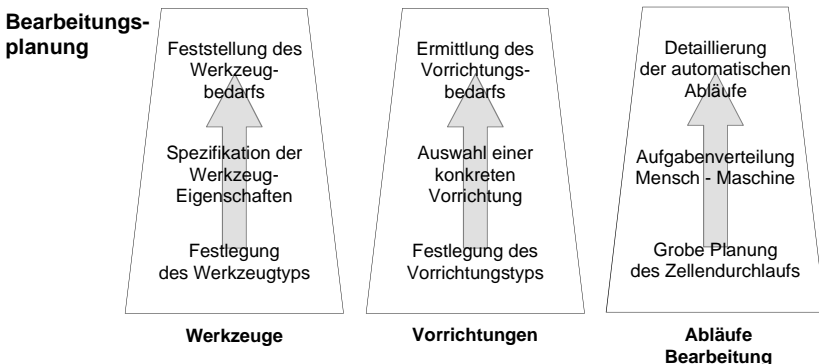 Bearbeitungs-
planung
Feststellung des
Werkzeug-
bedarfs
Spezifikation der
Werkzeug-
Eigenschaften
Festlegung
des Werkzeugtyps
Werkzeuge
Ermittlung des
Vorrichtungs-
bedarfs
Auswahl einer
konkreten
Vorrichtung
Festlegung des
Vorrichtungstyps
Vorrichtungen
Detaillierung
der automatischen
Abläufe
Aufgabenverteilung
Mensch - Maschine
Grobe Planung
des Zellendurchlaufs
Abläufe
Bearbeitung